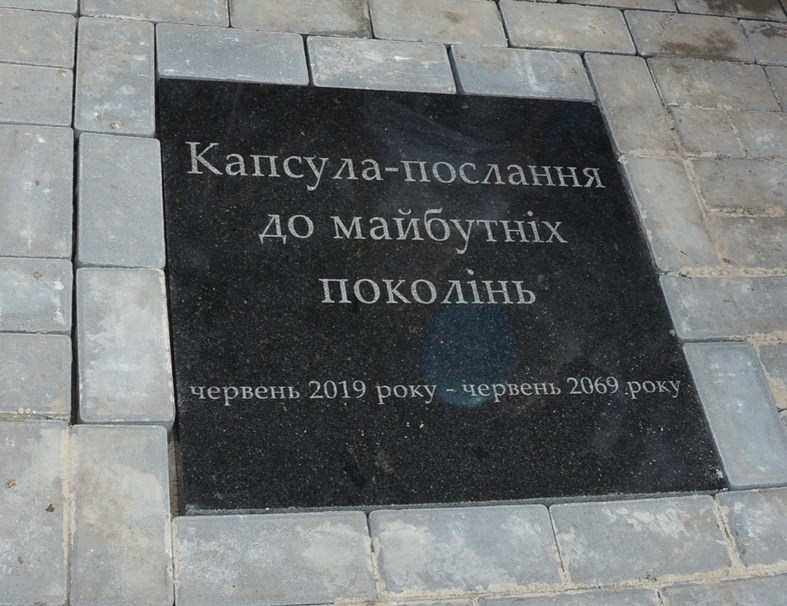 Капсула-послання
до майбутніх
поколінь
червень 2019 року - червень 2069 року